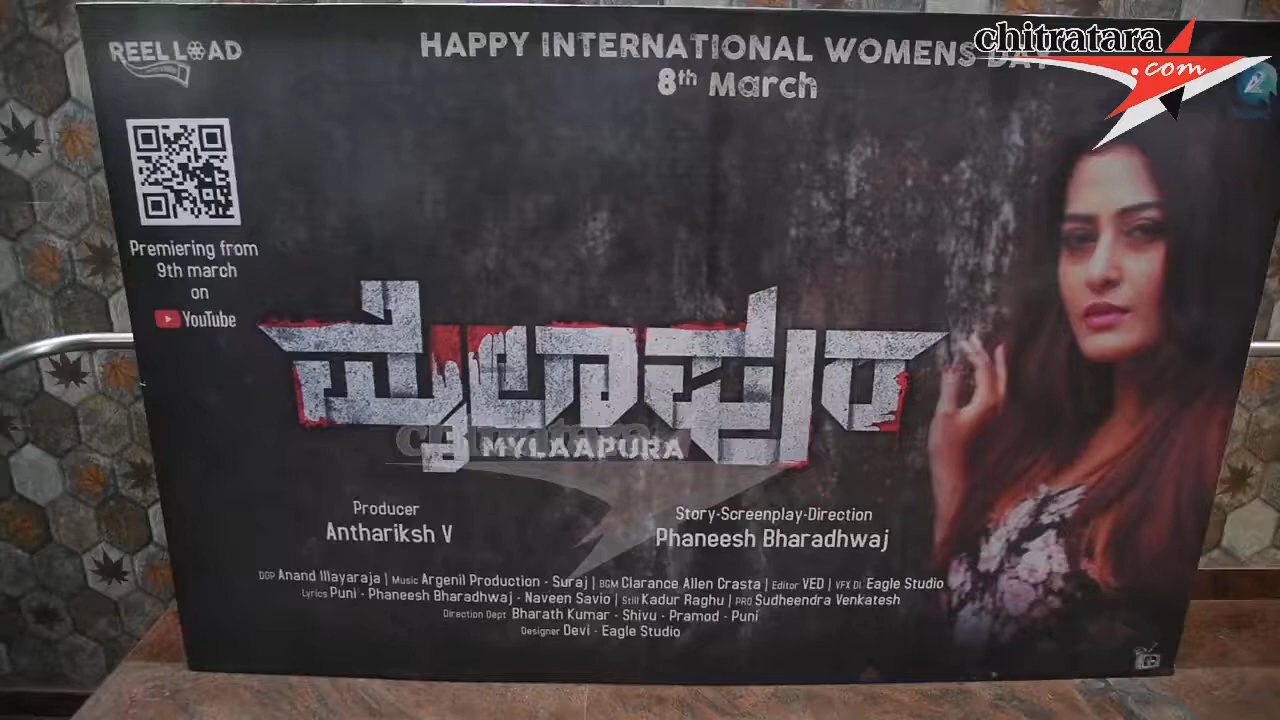 REEL LOAD
HAPPY INTERNATIONAL WOMENS DAY
8th March
chitratara
.com
Premiering from
9th march
on
YouTube
ಮೈಲಾಪುರ
MYLAAPURA
chitratara
Producer
Anthariksh V
Story-Screenplay-Direction
Phaneesh Bharadhwaj
DOP Anand Illayaraja | Music Argenil Production - Suraj | BGM Clarance Allen Crasta | Editor VED | VFX DI Eagle Studio
Lyrics Puni - Phaneesh Bharadhwaj - Naveen Savio | Still Kadur Raghu | PRO Sudheendra Venkatesh
Direction Dept Bharath Kumar - Shivu - Pramod - Puni
Designer Devi - Eagle Studio